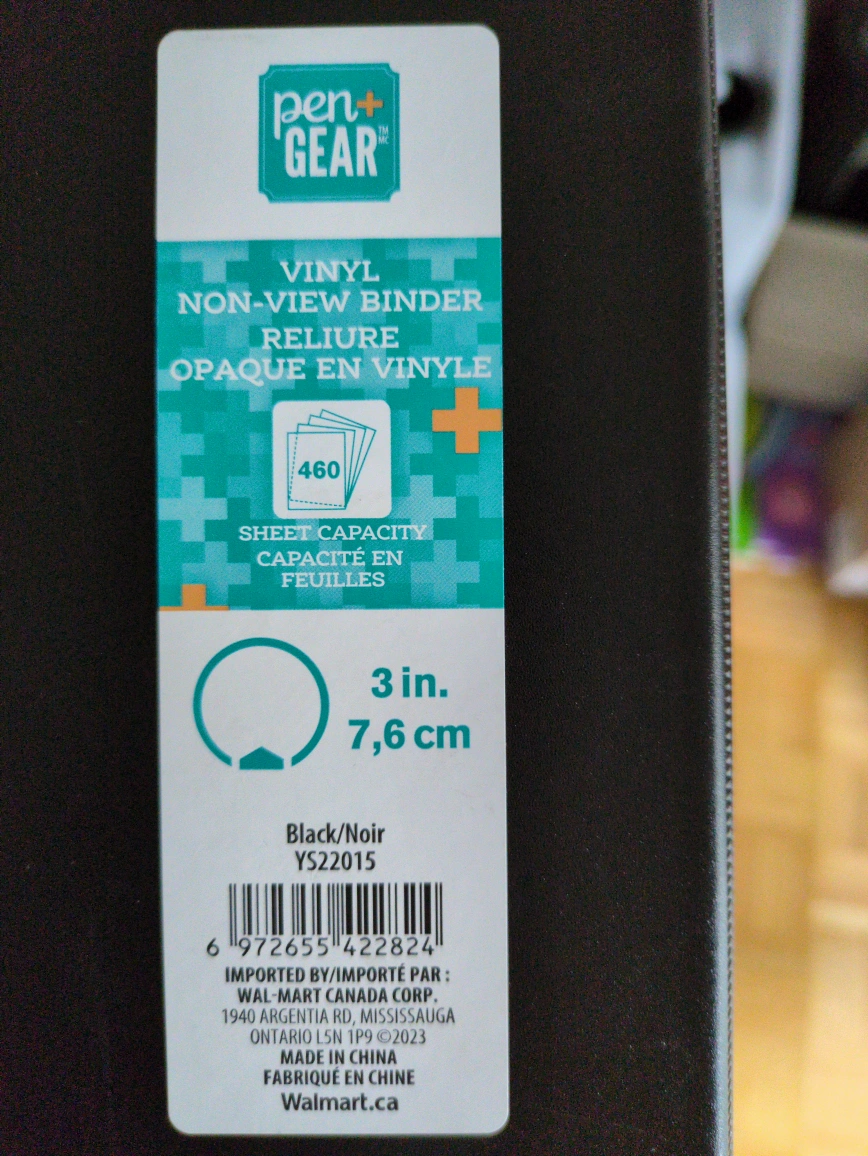 pen+
GEAR TM
MC
VINYL
NON-VIEW BINDER
RELIURE
OPAQUE EN VINYLE
460
SHEET CAPACITY
CAPACITÉ EN
FEUILLES
3 in.
7,6 cm
Black/Noir
YS22015
6 972655 422824
IMPORTED BY/IMPORTÉ PAR :
WAL-MART CANADA CORP.
1940 ARGENTIA RD, MISSISSAUGA
ONTARIO L5N 1P9 ©2023
MADE IN CHINA
FABRIQUÉ EN CHINE
Walmart.ca